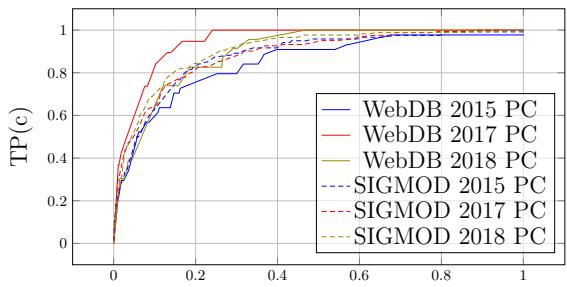 1
0.8
0.6
0.4
0.2
0
TP(c)
WebDB 2015 PC
WebDB 2017 PC
WebDB 2018 PC
SIGMOD 2015 PC
SIGMOD 2017 PC
SIGMOD 2018 PC
0 0.2 0.4 0.6 0.8 1